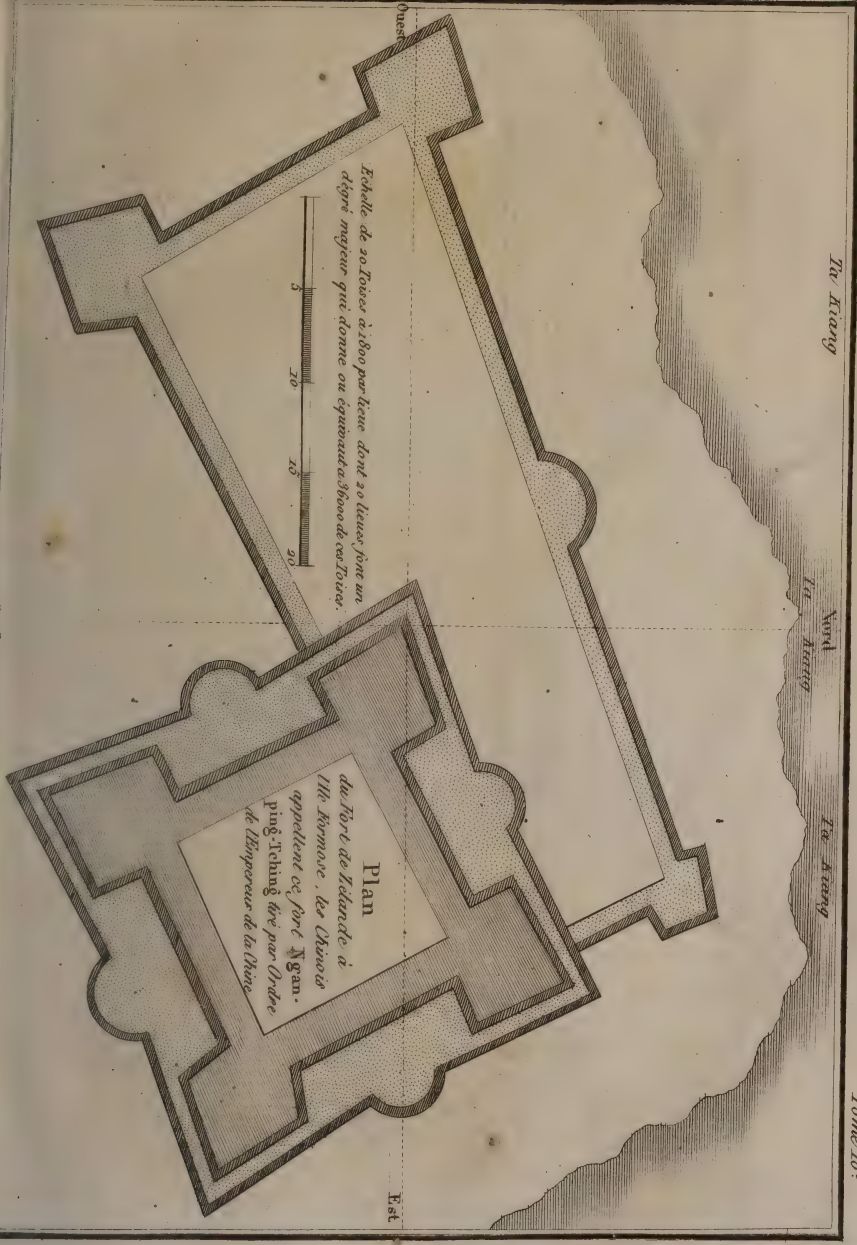 Tome 10.
Ta Kiang
Nord
Ta Kiang
Ta Kiang
Ouest
Echelle de 20 Toises à 1800 par lieue dont 20 lieues font un
dégré majeur qui donne ou équivaut a 36000 de ces Toises.
5 10 15 20
Plan
du Fort de Zélande à
l'Ile Formose, les Chinois
appellent ce fort Ngan-
ping-Tching tiré par Ordre
de l'Empereur de la Chine
Est